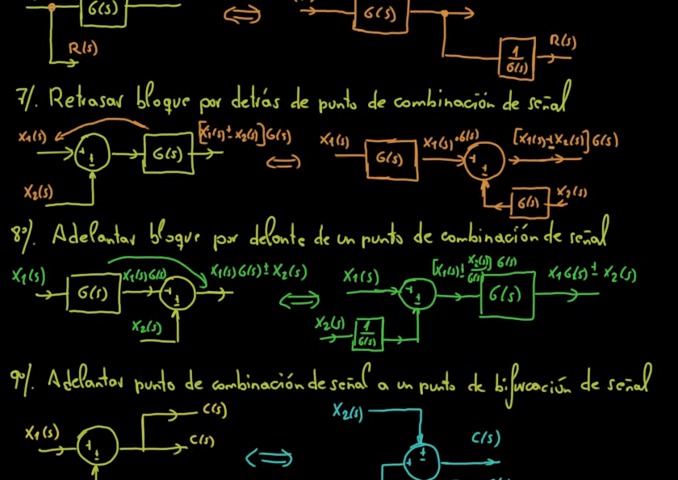 G(s) ⇔ G(s)
R(s) 1/G(s) R(s)
7º/. Retrasar bloque por detrás de punto de combinación de señal
X₁(s) + ± G(s) [X₁(s) ± X₂(s)] G(s) ⇔ X₁(s) G(s) X₁(s)·G(s) + ± [X₁(s) ± X₂(s)] G(s)
X₂(s) G(s) X₂(s)
8º/. Adelantar bloque por delante de un punto de combinación de señal
X₁(s) G(s) X₁(s)G(s) + ± X₁(s)G(s) ± X₂(s) ⇔ X₁(s) + ± [X₁(s) ± X₂(s)/G(s)] G(s) X₁G(s) ± X₂(s)
X₂(s) X₂(s) 1/G(s)
9º/. Adelantar punto de combinación de señal a un punto de bifurcación de señal
X₁(s) + ± C(s) C(s) ⇔ X₂(s) + ± C(s)